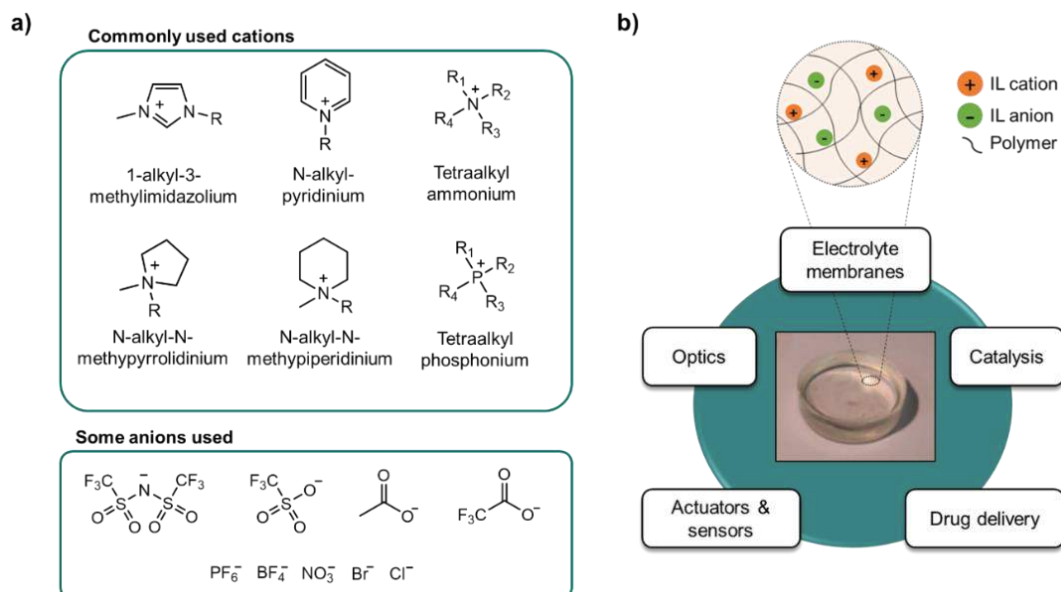 a)
Commonly used cations
+
N
N
R
1-alkyl-3-
methylimidazolium
N
+
R
N-alkyl-
pyridinium
R1
R2
N
+
R4
R3
Tetraalkyl
ammonium
N
+
R
N-alkyl-N-
methypyrrolidinium
N
+
R
N-alkyl-N-
methypiperidinium
R1
R2
P
+
R4
R3
Tetraalkyl
phosphonium
Some anions used
F3C S N− S CF3
O O O O
F3C S O−
O O
O
O−
F3C O
O−
PF6− BF4− NO3− Br− Cl−
b)
+ IL cation
- IL anion
Polymer
Electrolyte
membranes
Optics
Catalysis
Actuators &
sensors
Drug delivery